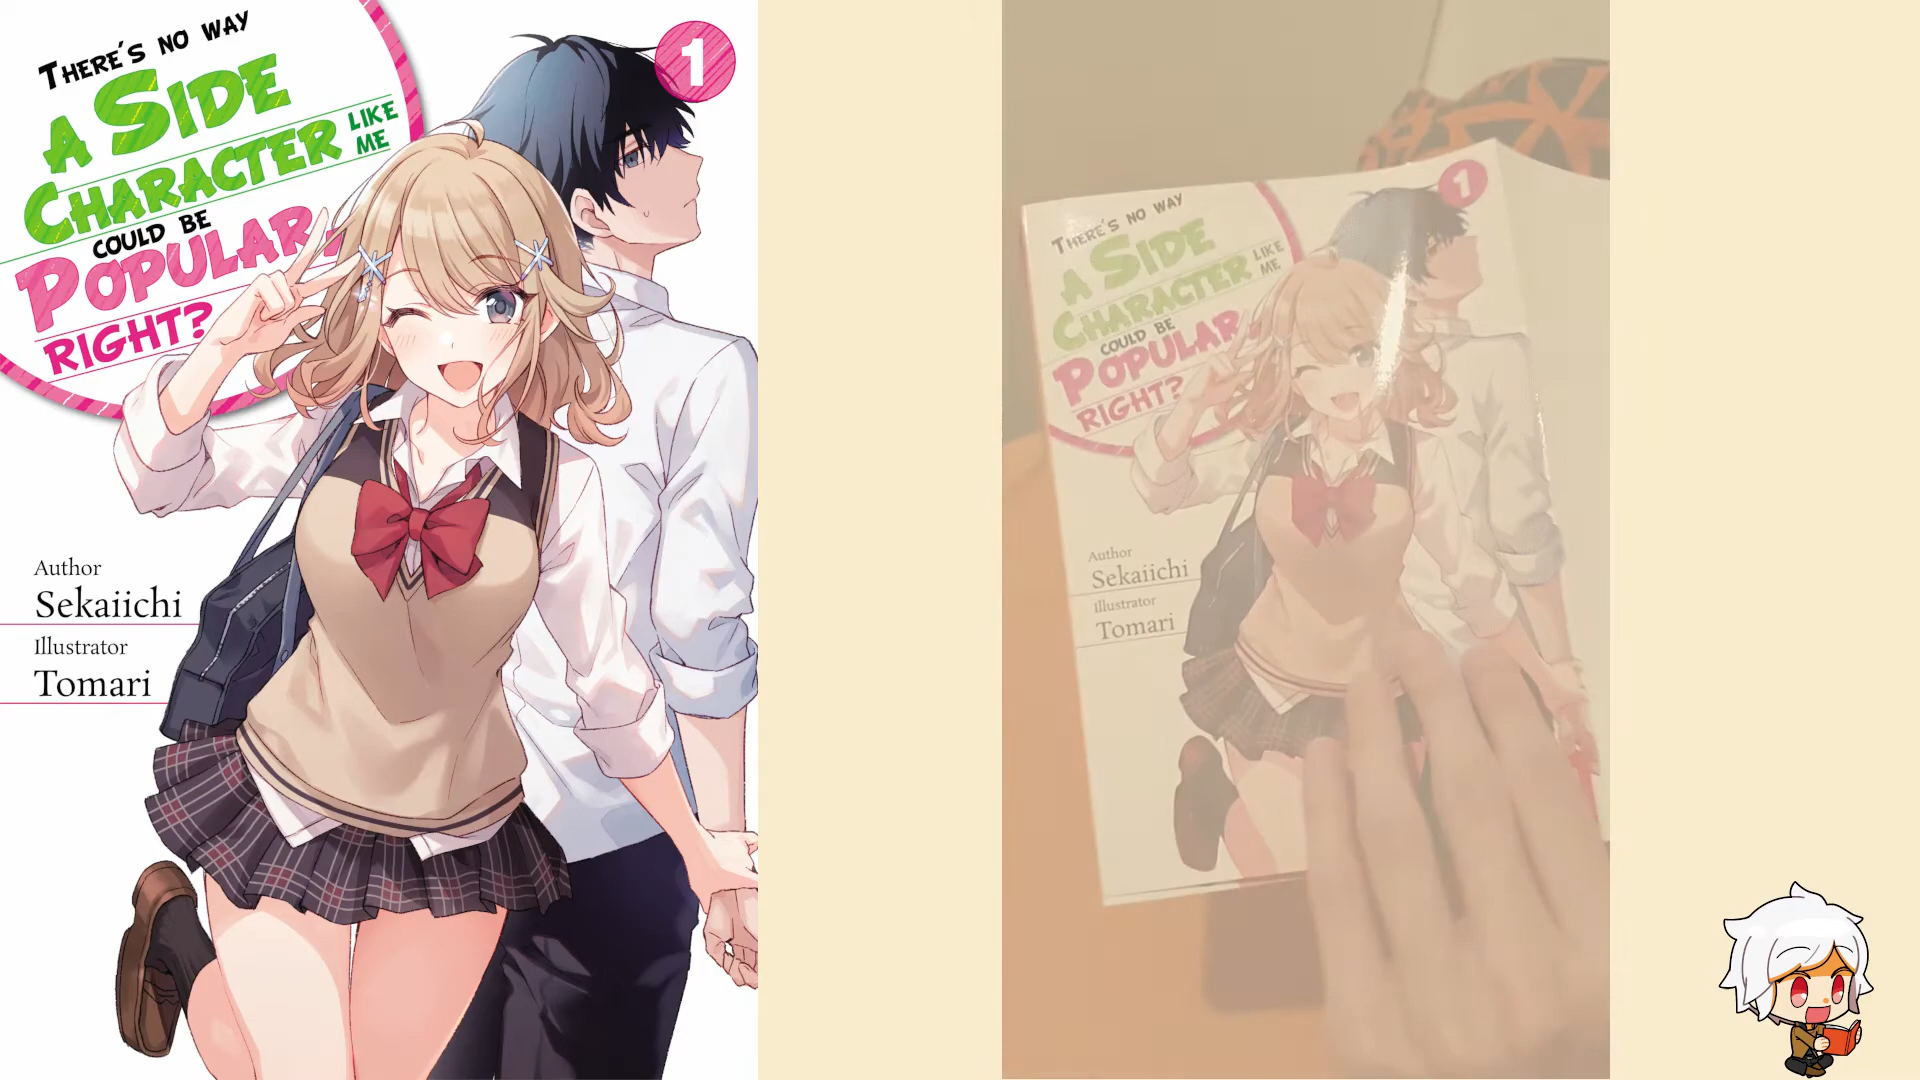 THERE'S NO WAY
A SIDE
CHARACTER LIKE ME
COULD BE
POPULAR,
RIGHT?
1
Author
Sekaiichi
Illustrator
Tomari
THERE'S NO WAY
A SIDE
CHARACTER LIKE ME
COULD BE
POPULAR,
RIGHT?
1
Author
Sekaiichi
Illustrator
Tomari